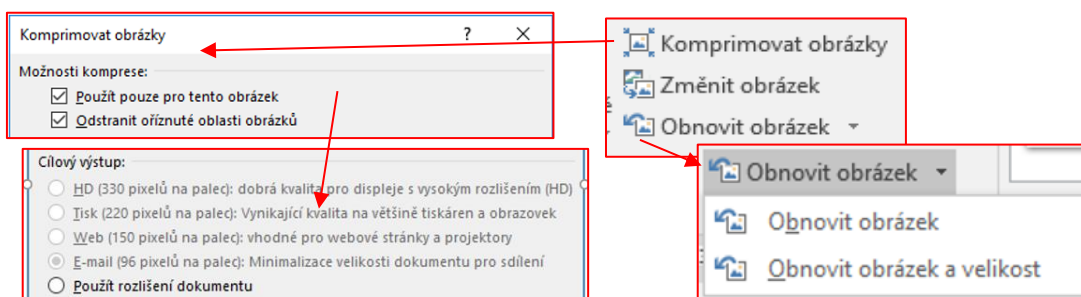 Komprimovat obrázky ? ×
Možnosti komprese:
Použít pouze pro tento obrázek
Odstranit oříznuté oblasti obrázků
Cílový výstup:
HD (330 pixelů na palec): dobrá kvalita pro displeje s vysokým rozlišením (HD)
Tisk (220 pixelů na palec): Vynikající kvalita na většině tiskáren a obrazovek
Web (150 pixelů na palec): vhodné pro webové stránky a projektory
E-mail (96 pixelů na palec): Minimalizace velikosti dokumentu pro sdílení
Použít rozlišení dokumentu
Komprimovat obrázky
Změnit obrázek
Obnovit obrázek
Obnovit obrázek
Obnovit obrázek
Obnovit obrázek a velikost